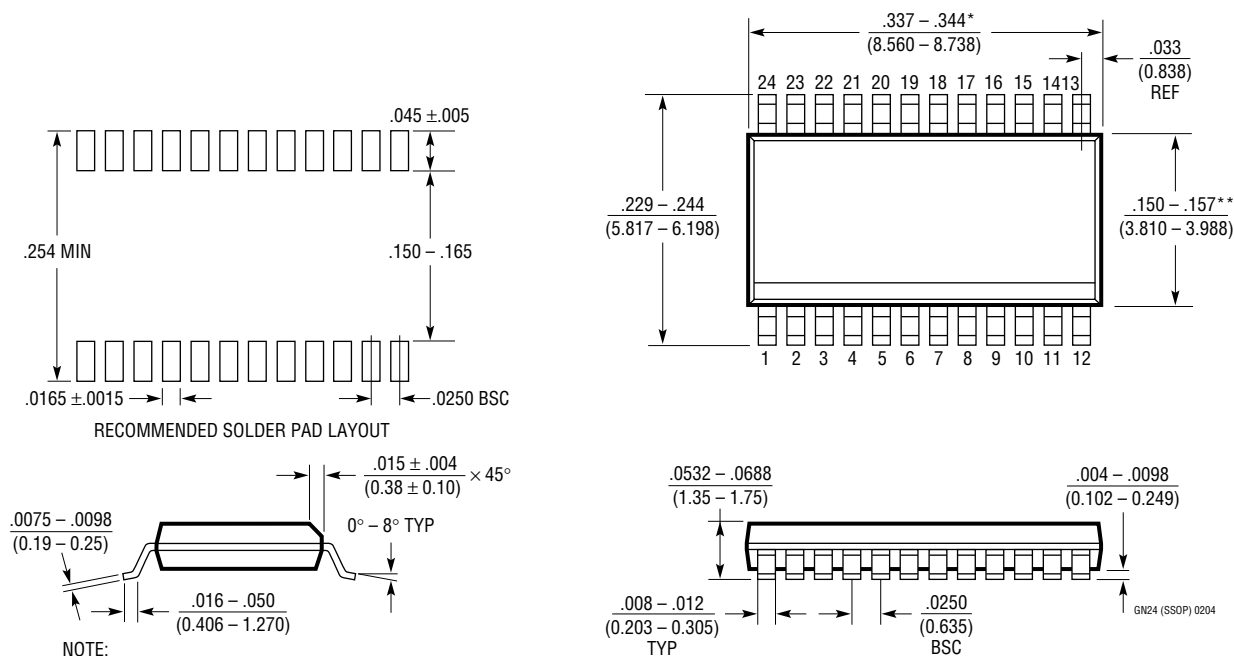 .045 ±.005
.254 MIN
.150 – .165
.0165 ±.0015
.0250 BSC
RECOMMENDED SOLDER PAD LAYOUT
.337 – .344*
(8.560 – 8.738)
.033
(0.838)
REF
24 23 22 21 20 19 18 17 16 15 14 13
.229 – .244
(5.817 – 6.198)
.150 – .157**
(3.810 – 3.988)
1 2 3 4 5 6 7 8 9 10 11 12
.015 ± .004
(0.38 ± 0.10)
× 45°
.0075 – .0098
(0.19 – 0.25)
0° – 8° TYP
.016 – .050
(0.406 – 1.270)
NOTE:
.0532 – .0688
(1.35 – 1.75)
.004 – .0098
(0.102 – 0.249)
.008 – .012
(0.203 – 0.305)
TYP
.0250
(0.635)
BSC
GN24 (SSOP) 0204